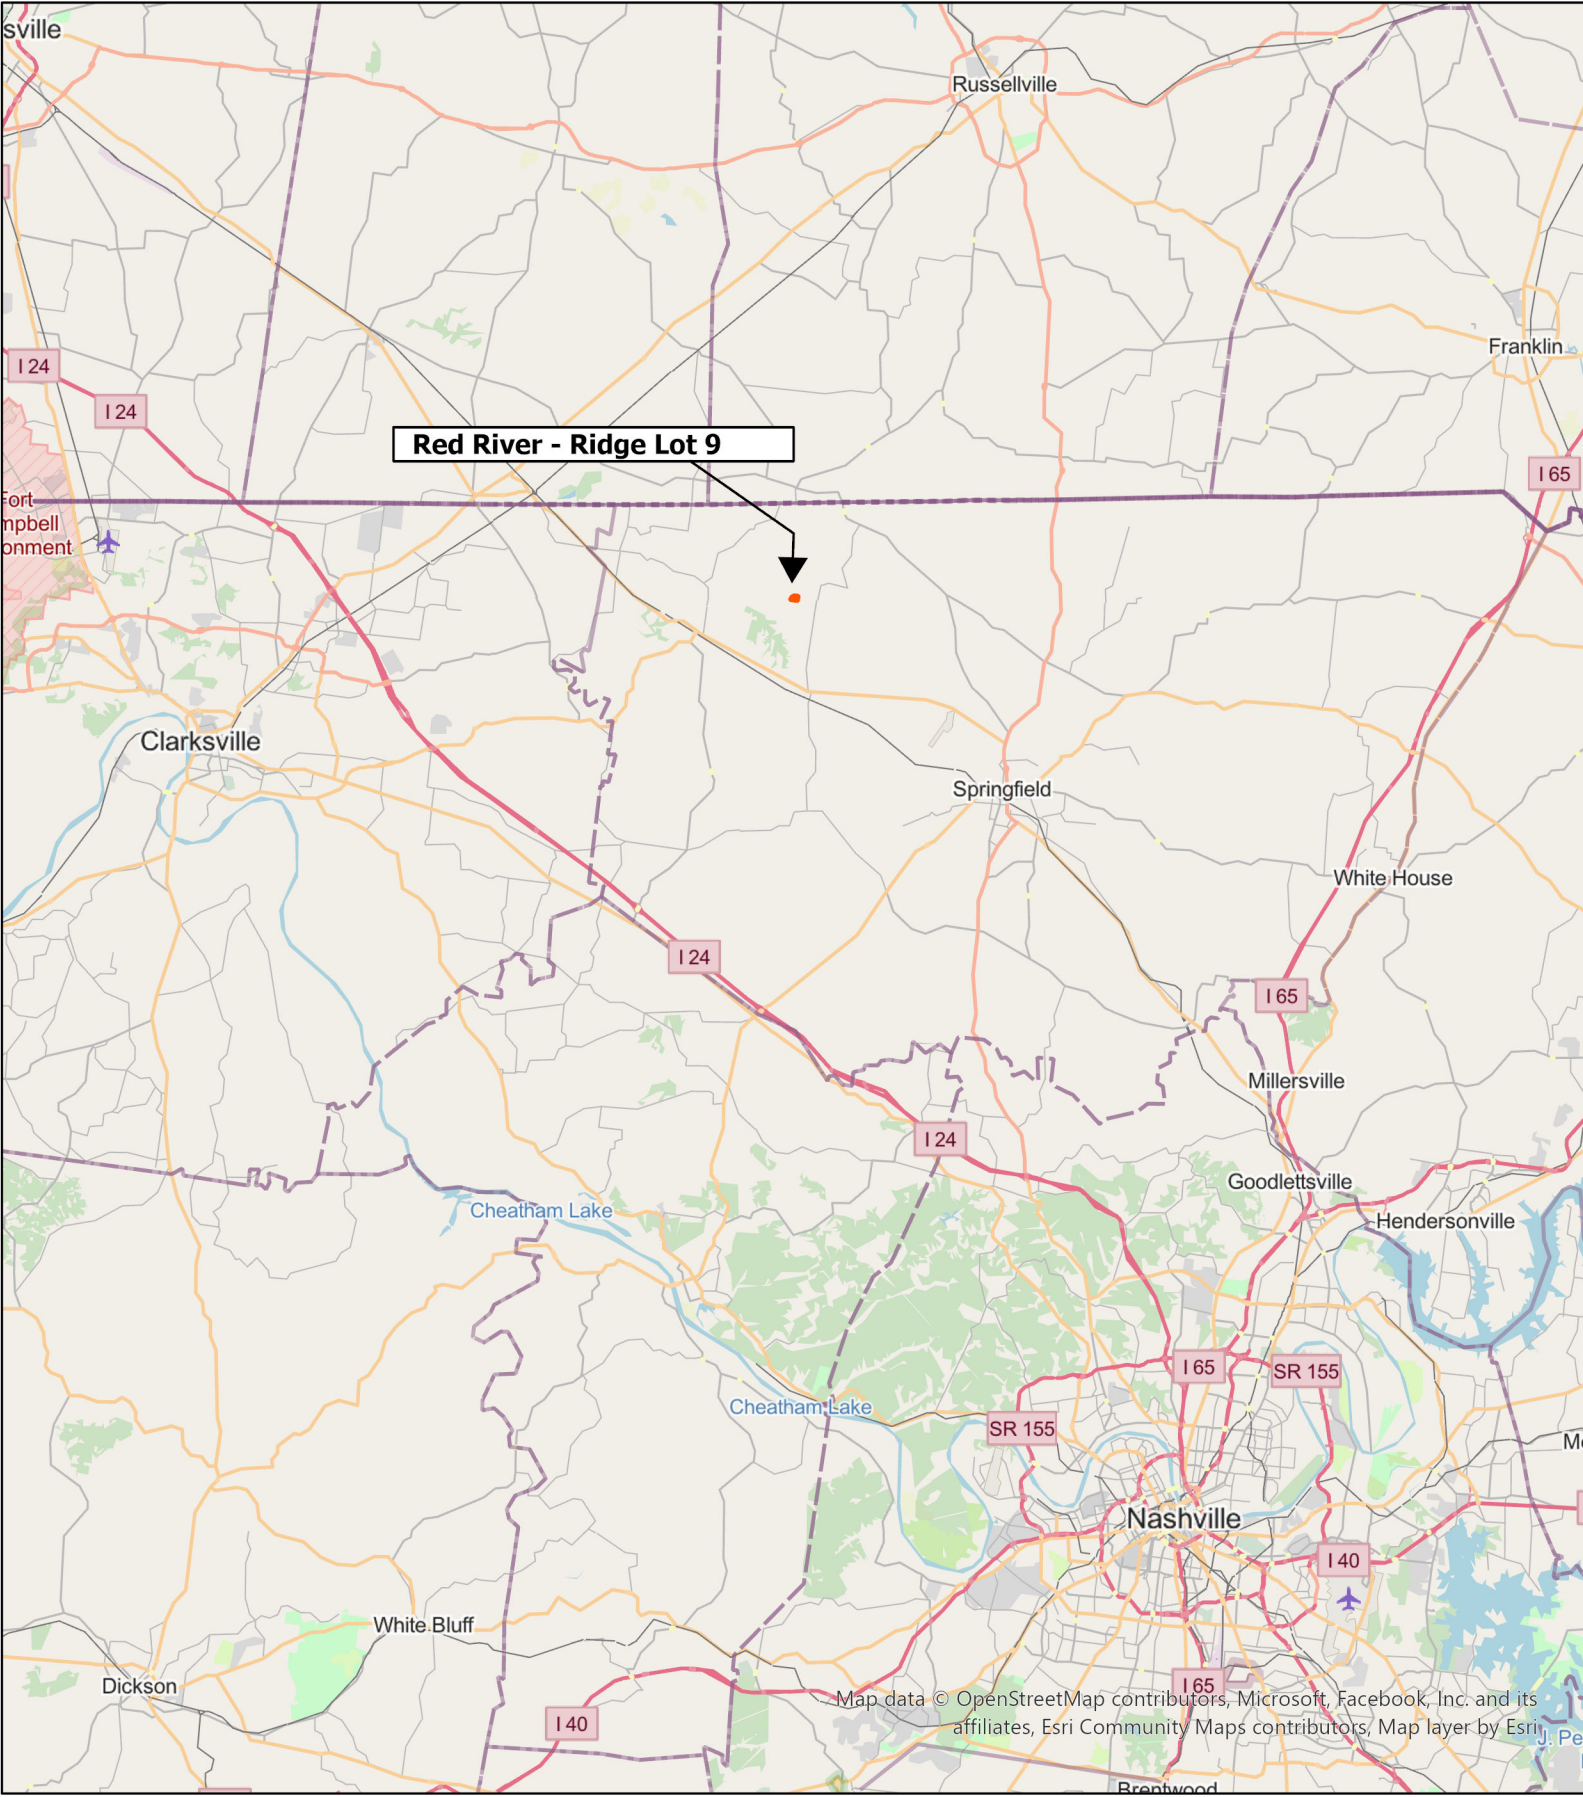 sville
Russellville
Franklin
I 24
I 24
Red River - Ridge Lot 9
I 65
Fort
mpbell
onment
Clarksville
Springfield
White House
I 24
I 65
Millersville
I 24
Goodlettsville
Cheatham Lake
Hendersonville
I 65
SR 155
Cheatham Lake
SR 155
Nashville
I 40
White Bluff
Dickson
I 65
I 40
Map data © OpenStreetMap contributors, Microsoft, Facebook, Inc. and its
affiliates, Esri Community Maps contributors, Map layer by Esri
J. Pe
Brentwood